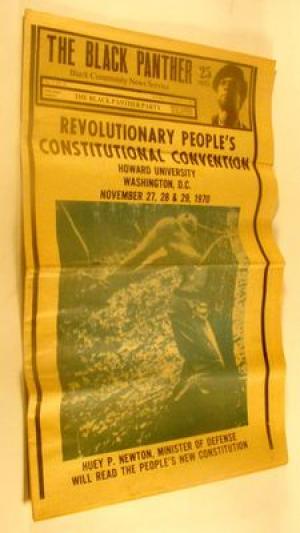 THE BLACK PANTHER
25 cents
Black Community News Service
THE BLACK PANTHER PARTY
REVOLUTIONARY PEOPLE'S
CONSTITUTIONAL CONVENTION
HOWARD UNIVERSITY
WASHINGTON, D.C.
NOVEMBER 27, 28 & 29, 1970
HUEY P. NEWTON, MINISTER OF DEFENSE
WILL READ THE PEOPLE'S NEW CONSTITUTION